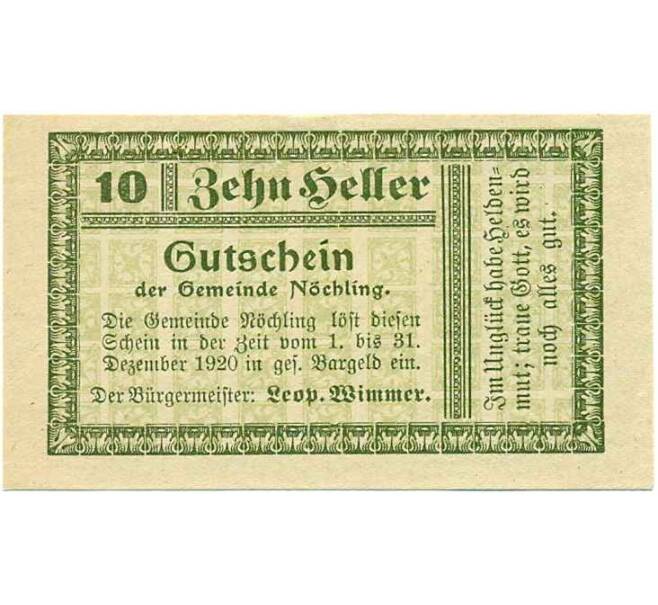 10 Zehn Heller
Gutschein
der Gemeinde Nöchling.
Die Gemeinde Nöchling löst diesen
Schein in der Zeit vom 1. bis 31.
Dezember 1920 in ges. Bargeld ein.
Der Bürgermeister: Leop. Wimmer.
Im Unglück habe Helden=
mut; traue Gott, es wird
noch alles gut.